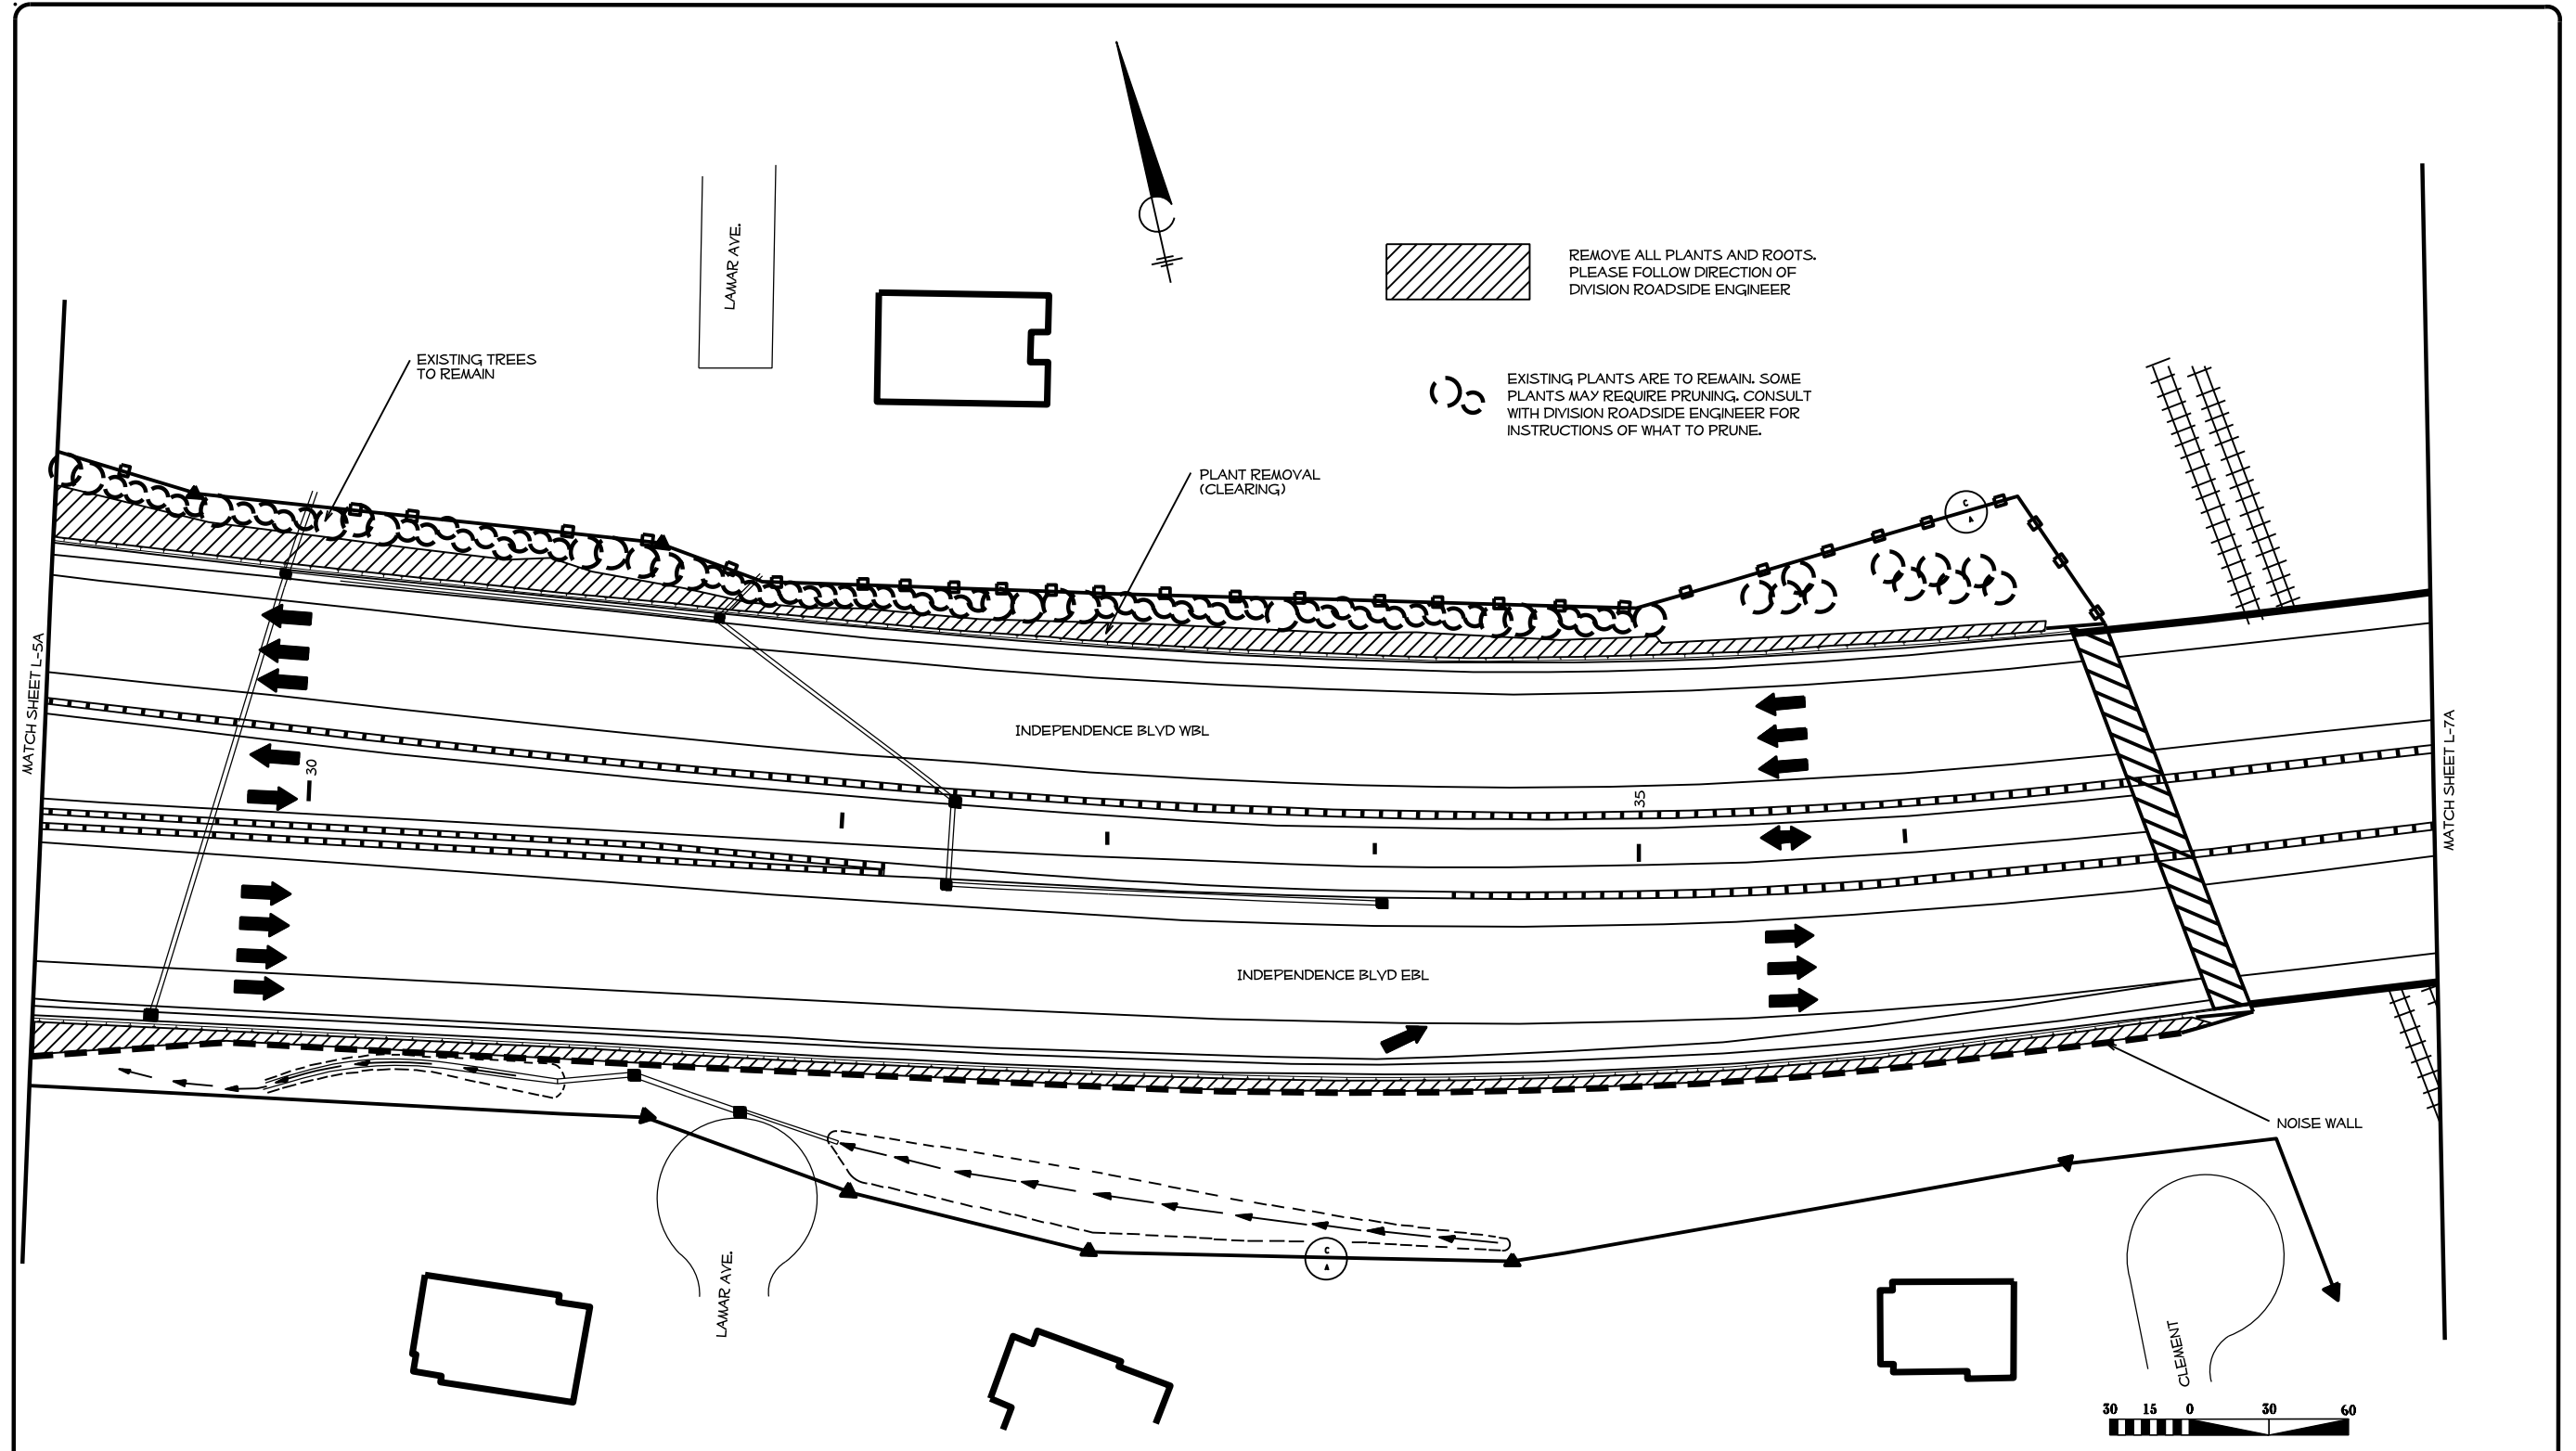 LAMAR AVE.
REMOVE ALL PLANTS AND ROOTS.
PLEASE FOLLOW DIRECTION OF
DIVISION ROADSIDE ENGINEER
EXISTING TREES
TO REMAIN
EXISTING PLANTS ARE TO REMAIN. SOME
PLANTS MAY REQUIRE PRUNING. CONSULT
WITH DIVISION ROADSIDE ENGINEER FOR
INSTRUCTIONS OF WHAT TO PRUNE.
PLANT REMOVAL
(CLEARING)
C
A
MATCH SHEET L-5A
INDEPENDENCE BLVD WBL
30
35
MATCH SHEET L-7A
INDEPENDENCE BLVD EBL
NOISE WALL
C
A
LAMAR AVE.
CLEMENT
30 15 0 30 60